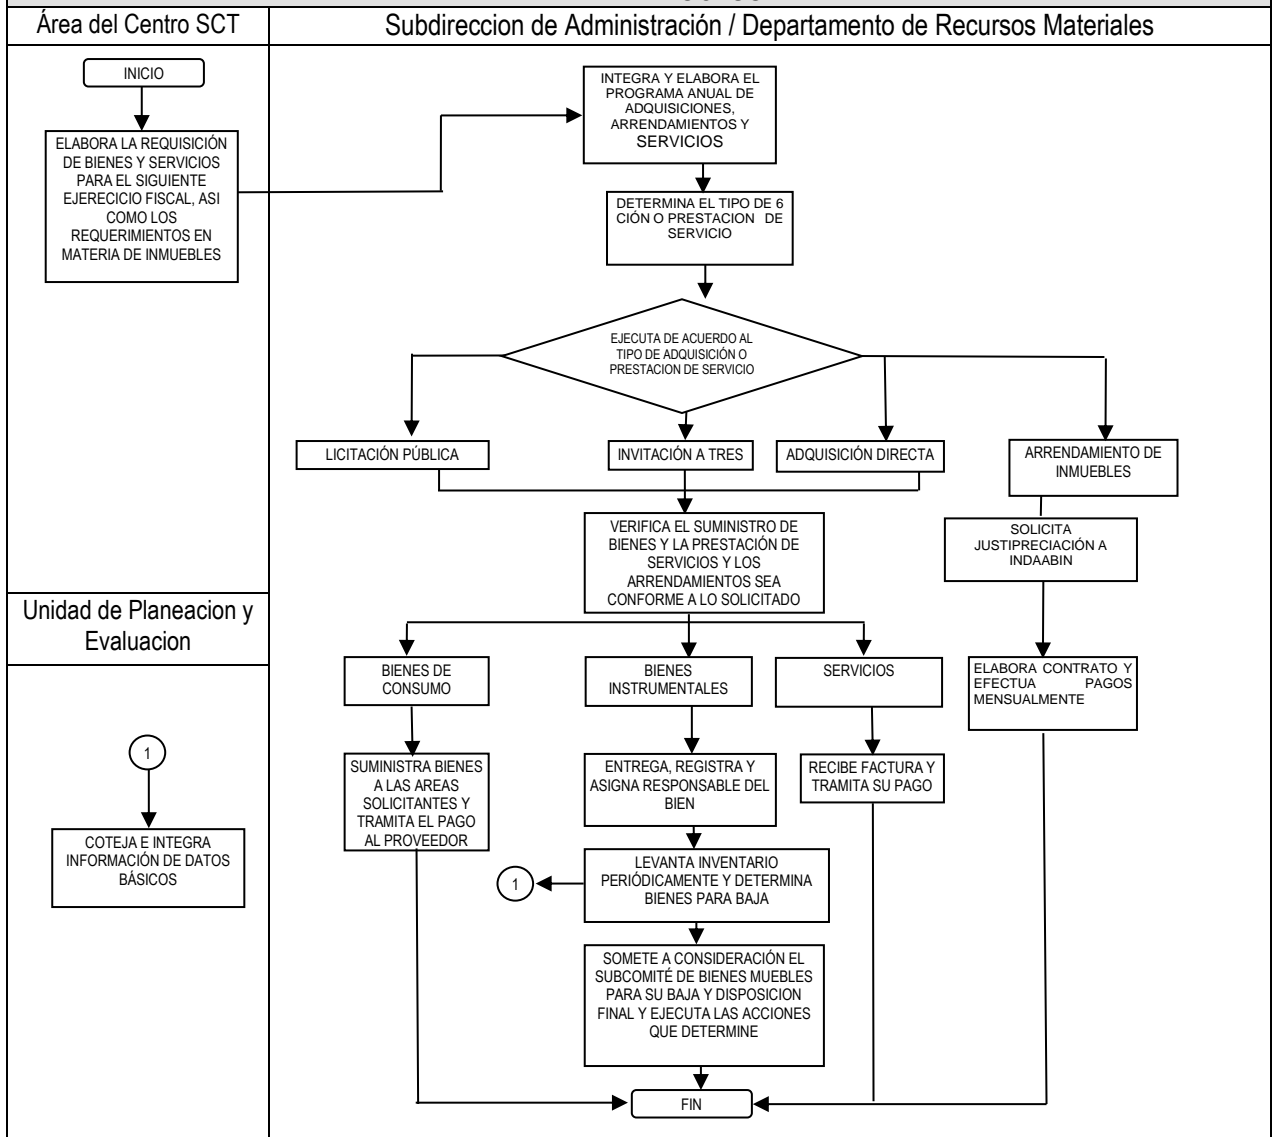 Área del Centro SCT
Subdireccion de Administración / Departamento de Recursos Materiales
INICIO
ELABORA LA REQUISICIÓN
DE BIENES Y SERVICIOS
PARA EL SIGUIENTE
EJERECICIO FISCAL, ASI
COMO LOS
REQUERIMIENTOS EN
MATERIA DE INMUEBLES
INTEGRA Y ELABORA EL
PROGRAMA ANUAL DE
ADQUISICIONES,
ARRENDAMIENTOS Y
SERVICIOS
DETERMINA EL TIPO DE 6
CIÓN O PRESTACION DE
SERVICIO
EJECUTA DE ACUERDO AL
TIPO DE ADQUISICIÓN O
PRESTACION DE SERVICIO
LICITACIÓN PÚBLICA
INVITACIÓN A TRES
ADQUISICIÓN DIRECTA
ARRENDAMIENTO DE
INMUEBLES
VERIFICA EL SUMINISTRO DE
BIENES Y LA PRESTACIÓN DE
SERVICIOS Y LOS
ARRENDAMIENTOS SEA
CONFORME A LO SOLICITADO
SOLICITA
JUSTIPRECIACIÓN A
INDAABIN
Unidad de Planeacion y
Evaluacion
BIENES DE
CONSUMO
BIENES
INSTRUMENTALES
SERVICIOS
ELABORA CONTRATO Y
EFECTUA PAGOS
MENSUALMENTE
1
COTEJA E INTEGRA
INFORMACIÓN DE DATOS
BÁSICOS
SUMINISTRA BIENES
A LAS AREAS
SOLICITANTES Y
TRAMITA EL PAGO
AL PROVEEDOR
ENTREGA, REGISTRA Y
ASIGNA RESPONSABLE DEL
BIEN
RECIBE FACTURA Y
TRAMITA SU PAGO
1
LEVANTA INVENTARIO
PERIÓDICAMENTE Y DETERMINA
BIENES PARA BAJA
SOMETE A CONSIDERACIÓN EL
SUBCOMITÉ DE BIENES MUEBLES
PARA SU BAJA Y DISPOSICION
FINAL Y EJECUTA LAS ACCIONES
QUE DETERMINE
FIN